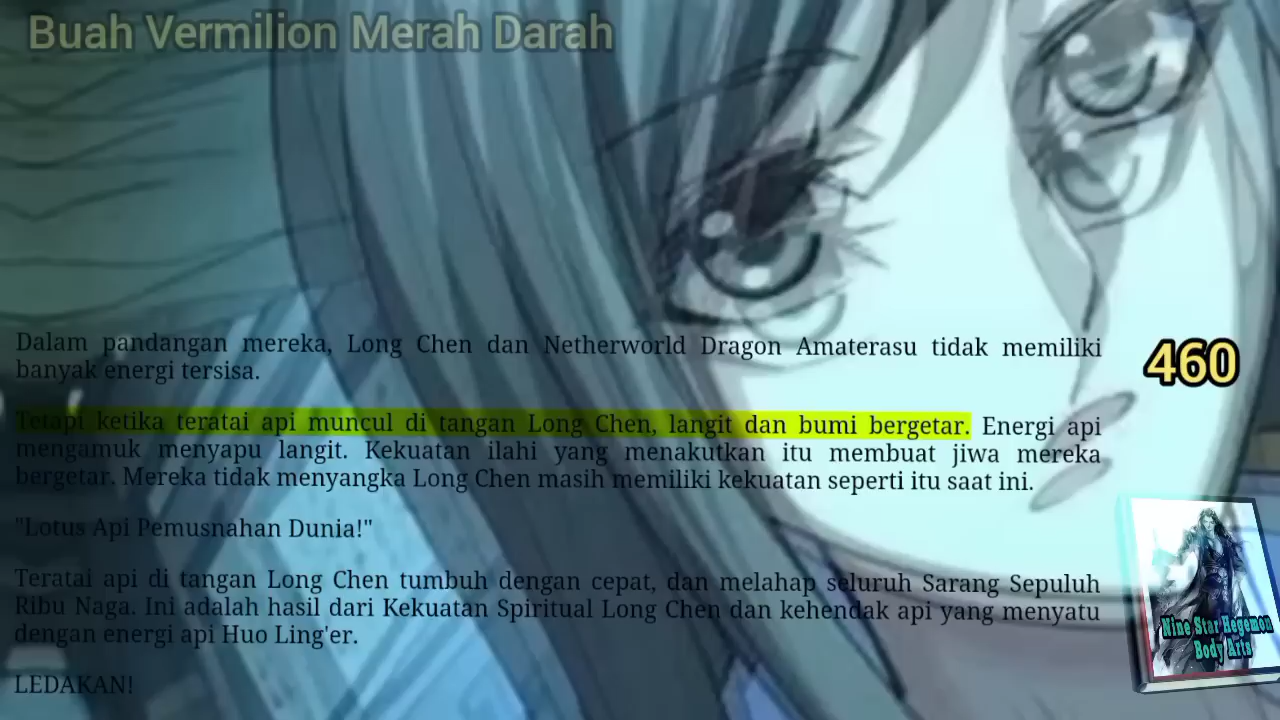 Buah Vermilion Merah Darah
Dalam pandangan mereka, Long Chen dan Netherworld Dragon Amaterasu tidak memiliki
banyak energi tersisa.
460
Tetapi ketika teratai api muncul di tangan Long Chen, langit dan bumi bergetar. Energi api
mengamuk menyapu langit. Kekuatan ilahi yang menakutkan itu membuat jiwa mereka
bergetar. Mereka tidak menyangka Long Chen masih memiliki kekuatan seperti itu saat ini.
"Lotus Api Pemusnahan Dunia!"
Teratai api di tangan Long Chen tumbuh dengan cepat, dan melahap seluruh Sarang Sepuluh
Ribu Naga. Ini adalah hasil dari Kekuatan Spiritual Long Chen dan kehendak api yang menyatu
dengan energi api Huo Ling'er.
LEDAKAN!
Nine Star Hegemon
Body Arts